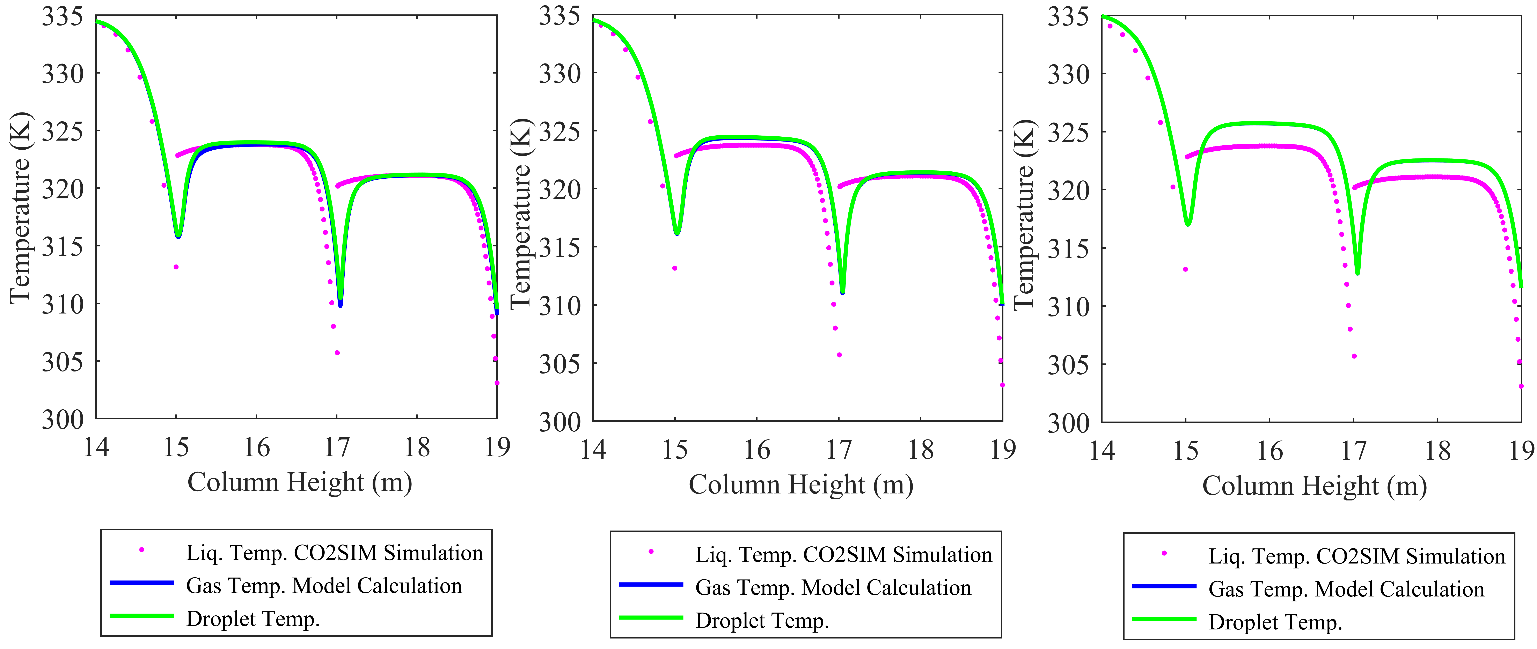 335
330
325
320
315
310
305
300
14
15
16
17
18
19
Temperature (K)
Column Height (m)
Liq. Temp. CO2SIM Simulation
Gas Temp. Model Calculation
Droplet Temp.
335
330
325
320
315
310
305
300
14
15
16
17
18
19
Temperature (K)
Column Height (m)
Liq. Temp. CO2SIM Simulation
Gas Temp. Model Calculation
Droplet Temp.
335
330
325
320
315
310
305
300
14
15
16
17
18
19
Temperature (K)
Column Height (m)
Liq. Temp. CO2SIM Simulation
Gas Temp. Model Calculation
Droplet Temp.